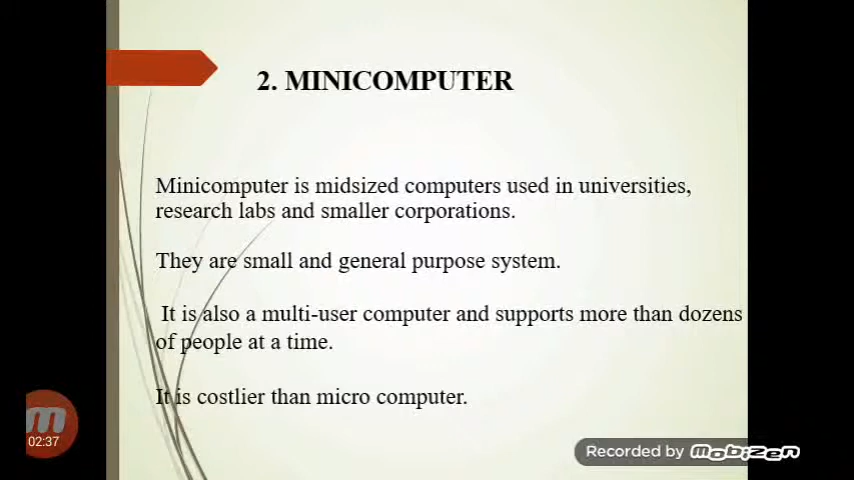 2. MINICOMPUTER
Minicomputer is midsized computers used in universities,
research labs and smaller corporations.
They are small and general purpose system.
It is also a multi-user computer and supports more than dozens
of people at a time.
It is costlier than micro computer.
02:37
Recorded by mobizen